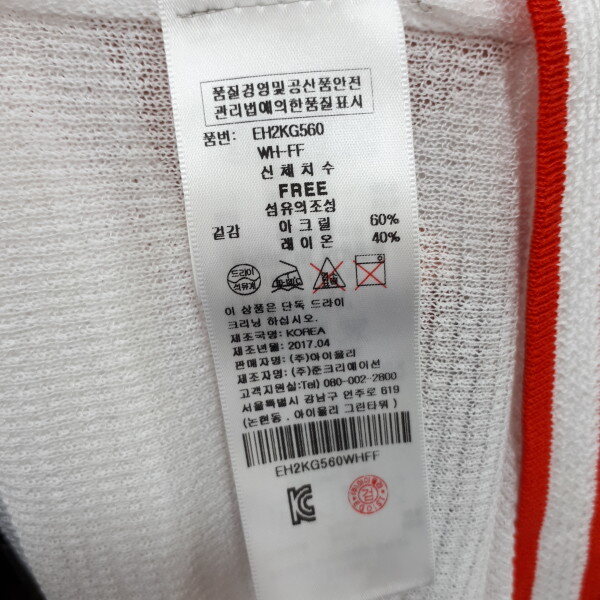 품질경영및공산품안전
관리법에의한품질표시
품번: EH2KG560
WH-FF
신체치수
FREE
섬유의조성
겉감 아크릴 60%
레이온 40%
드라이
석유계
이 상품은 단독 드라이
크리닝 하십시오.
제조국명: KOREA
제조년월: 2017.04
판매자명: (주)아이올리
제조자명: (주)준크리에이션
고객지원실:Tel) 080-002-2800
서울특별시 강남구 언주로 619
(논현동. 아이올리 그린타워)
EH2KG560WHFF